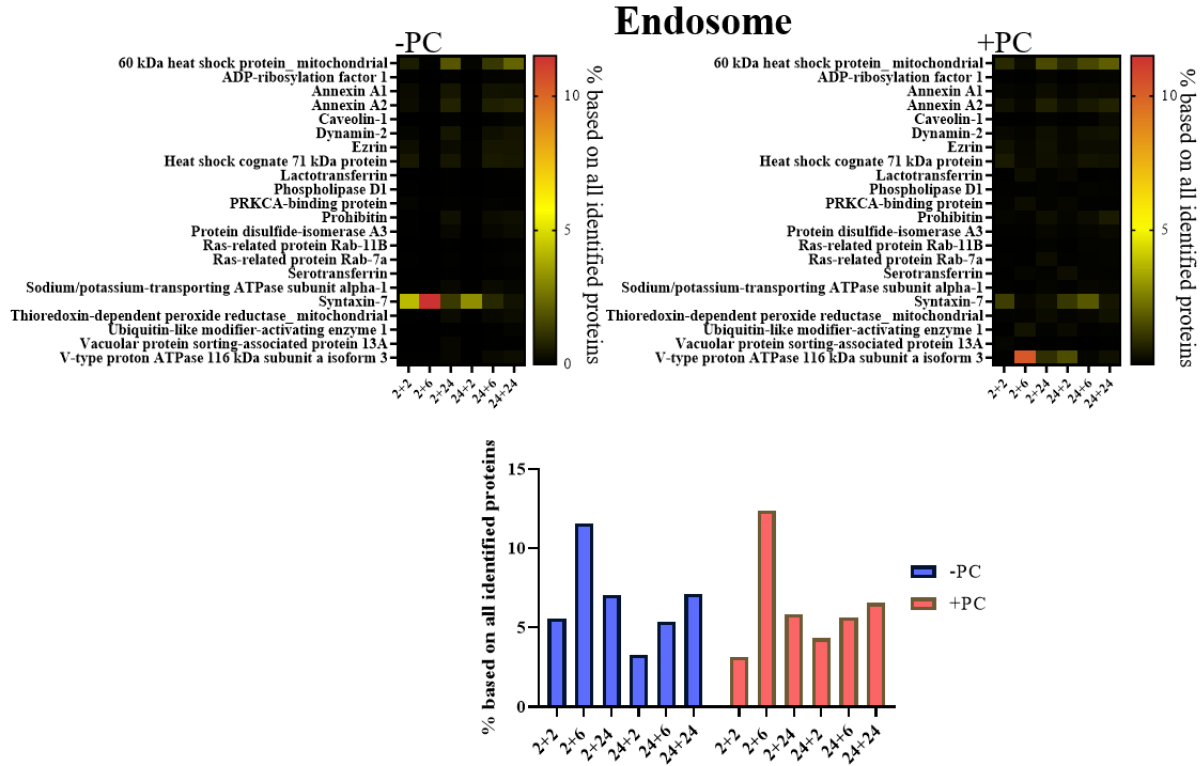 Endosome
-PC
60 kDa heat shock protein_ mitochondrial
ADP-ribosylation factor 1
Annexin A1
Annexin A2
Caveolin-1
Dynamin-2
Ezrin
Heat shock cognate 71 kDa protein
Lactotransferrin
Phospholipase D1
PRKCA-binding protein
Prohibitin
Protein disulfide-isomerase A3
Ras-related protein Rab-11B
Ras-related protein Rab-7a
Serotransferrin
Sodium/potassium-transporting ATPase subunit alpha-1
Syntaxin-7
Thioredoxin-dependent peroxide reductase_ mitochondrial
Ubiquitin-like modifier-activating enzyme 1
Vacuolar protein sorting-associated protein 13A
V-type proton ATPase 116 kDa subunit a isoform 3
2+2
2+6
2+24
24+2
24+6
24+24
10
5
0
% based on all identified proteins
+PC
60 kDa heat shock protein_ mitochondrial
ADP-ribosylation factor 1
Annexin A1
Annexin A2
Caveolin-1
Dynamin-2
Ezrin
Heat shock cognate 71 kDa protein
Lactotransferrin
Phospholipase D1
PRKCA-binding protein
Prohibitin
Protein disulfide-isomerase A3
Ras-related protein Rab-11B
Ras-related protein Rab-7a
Serotransferrin
Sodium/potassium-transporting ATPase subunit alpha-1
Syntaxin-7
Thioredoxin-dependent peroxide reductase_ mitochondrial
Ubiquitin-like modifier-activating enzyme 1
Vacuolar protein sorting-associated protein 13A
V-type proton ATPase 116 kDa subunit a isoform 3
2+2
2+6
2+24
24+2
24+6
24+24
10
5
% based on all identified proteins
% based on all identified proteins
15
10
5
0
2+2
2+6
2+24
24+2
24+6
24+24
2+2
2+6
2+24
24+2
24+6
24+24
-PC
+PC